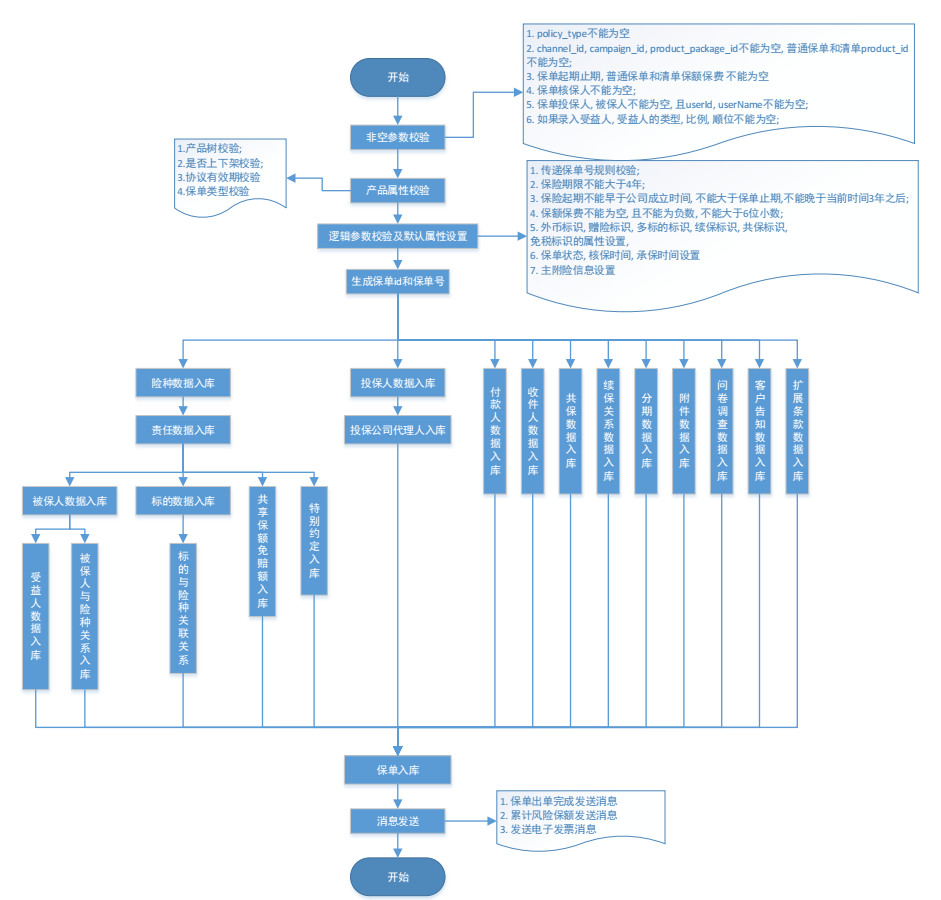 开始
1. policy_type不能为空
2. channel_id, campaign_id, product_package_id不能为空, 普通保单和清单product_id
不能为空;
3. 保单起期止期, 普通保单和清单保额保费 不能为空
4. 保单核保人不能为空;
5. 保单投保人, 被保人不能为空, 且userId, userName不能为空;
6. 如果录入受益人, 受益人的类型, 比例, 顺位不能为空;
非空参数校验
1.产品树校验;
2.是否上下架校验;
3.协议有效期校验
4.保单类型校验
产品属性校验
1. 传递保单号规则校验;
2. 保险期限不能大于4年;
3. 保险起期不能早于公司成立时间, 不能大于保单止期,不能晚于当前时间3年之后;
4. 保额保费不能为空, 且不能为负数, 不能大于6位小数;
5. 外币标识, 赠险标识, 多标的标识, 续保标识, 共保标识,
免税标识的属性设置,
6. 保单状态, 核保时间, 承保时间设置
7. 主附险信息设置
逻辑参数校验及默认属性设置
生成保单id和保单号
险种数据入库
投保人数据入库
付款人数据入库
收件人数据入库
共保数据入库
续保关系数据入库
分期数据入库
附件数据入库
问卷调查数据入库
客户告知数据入库
扩展条款数据入库
责任数据入库
投保公司代理人入库
被保人数据入库
标的数据入库
共享保额免赔额入库
特别约定入库
受益人数据入库
被保人与险种关系入库
标的与险种关联关系
保单入库
消息发送
1. 保单出单完成发送消息
2. 累计风险保额发送消息
3. 发送电子发票消息
开始